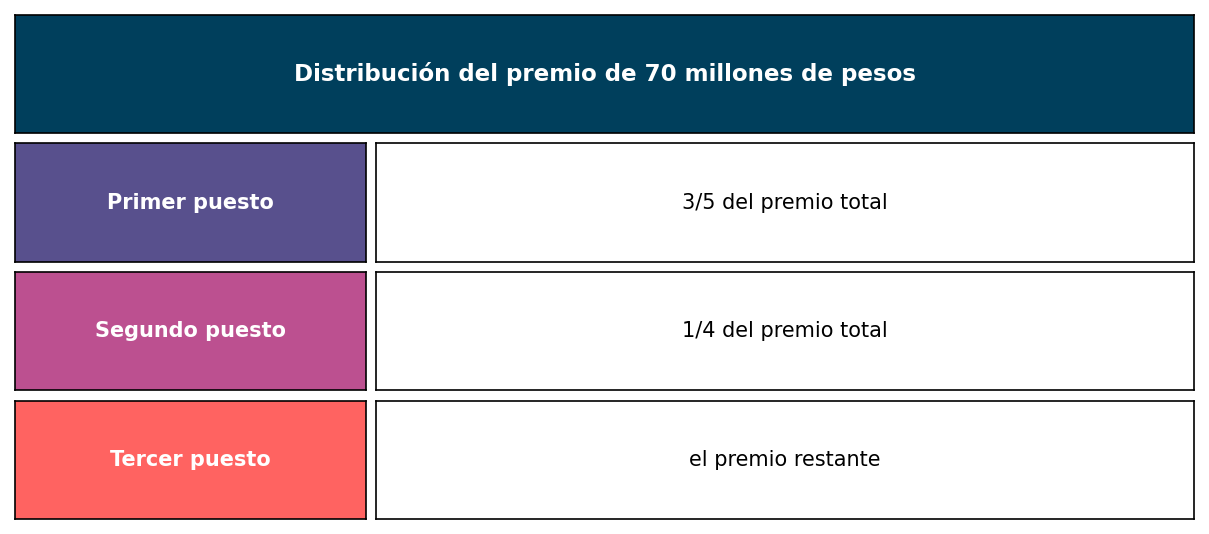 Distribución del premio de 70 millones de pesos
Primer puesto
3/5 del premio total
Segundo puesto
1/4 del premio total
Tercer puesto
el premio restante